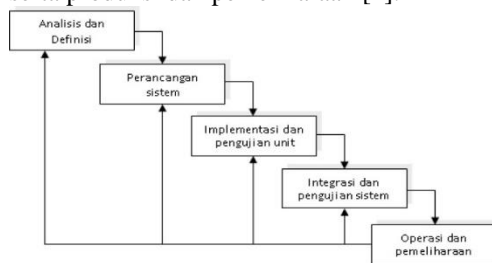 Analisis dan
Definisi
Perancangan
sistem
Implementasi dan
pengujian unit
Integrasi dan
pengujian sistem
Operasi dan
pemeliharaan